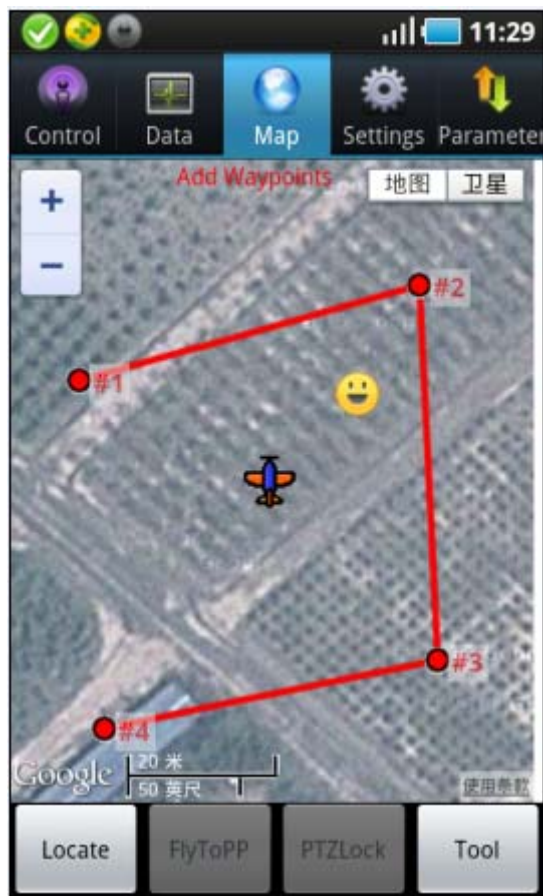 11:29
Control
Data
Map
Settings
Parameter
Add Waypoints
地图
卫星
+
−
#2
#1
#3
#4
20 米
Google
50 英尺
使用条款
Locate
FlyToPP
PTZLock
Tool